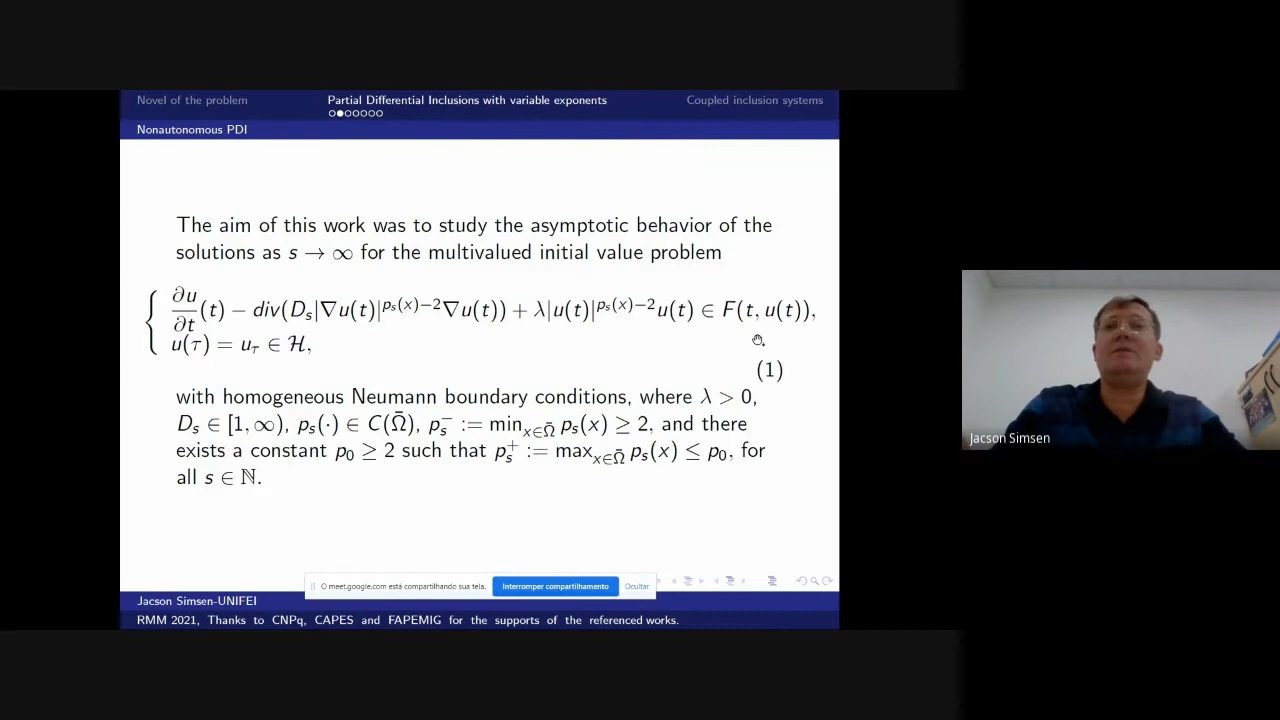 Novel of the problem
Partial Differential Inclusions with variable exponents
Coupled inclusion systems
Nonautonomous PDI
The aim of this work was to study the asymptotic behavior of the
solutions as s → ∞ for the multivalued initial value problem
{ ∂u/∂t (t) − div(D_s|∇u(t)|^{p_s(x)−2}∇u(t)) + λ|u(t)|^{p_s(x)−2}u(t) ∈ F(t, u(t)),
u(τ) = u_τ ∈ H,
(1)
with homogeneous Neumann boundary conditions, where λ > 0,
D_s ∈ [1, ∞), p_s(·) ∈ C(Ω̄), p_s^− := min_{x∈Ω̄} p_s(x) ≥ 2, and there
exists a constant p_0 ≥ 2 such that p_s^+ := max_{x∈Ω̄} p_s(x) ≤ p_0, for
all s ∈ ℕ.
Jacson Simsen
O meet.google.com está compartilhando sua tela.
Interromper compartilhamento
Ocultar
Jacson Simsen-UNIFEI
RMM 2021, Thanks to CNPq, CAPES and FAPEMIG for the supports of the referenced works.